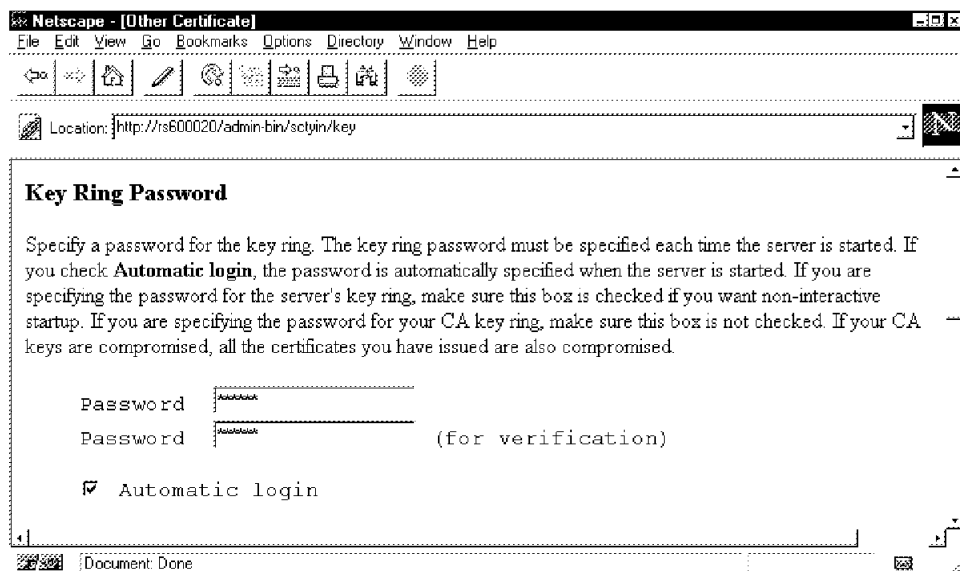 Netscape - [Other Certificate]
File Edit View Go Bookmarks Options Directory Window Help
Location: http://rs600020/admin-bin/sctyin/key
N
Key Ring Password
Specify a password for the key ring. The key ring password must be specified each time the server is started. If
you check Automatic login, the password is automatically specified when the server is started. If you are
specifying the password for the server's key ring, make sure this box is checked if you want non-interactive
startup. If you are specifying the password for your CA key ring, make sure this box is not checked. If your CA
keys are compromised, all the certificates you have issued are also compromised.
Password ******
Password ****** (for verification)
Automatic login
Document: Done